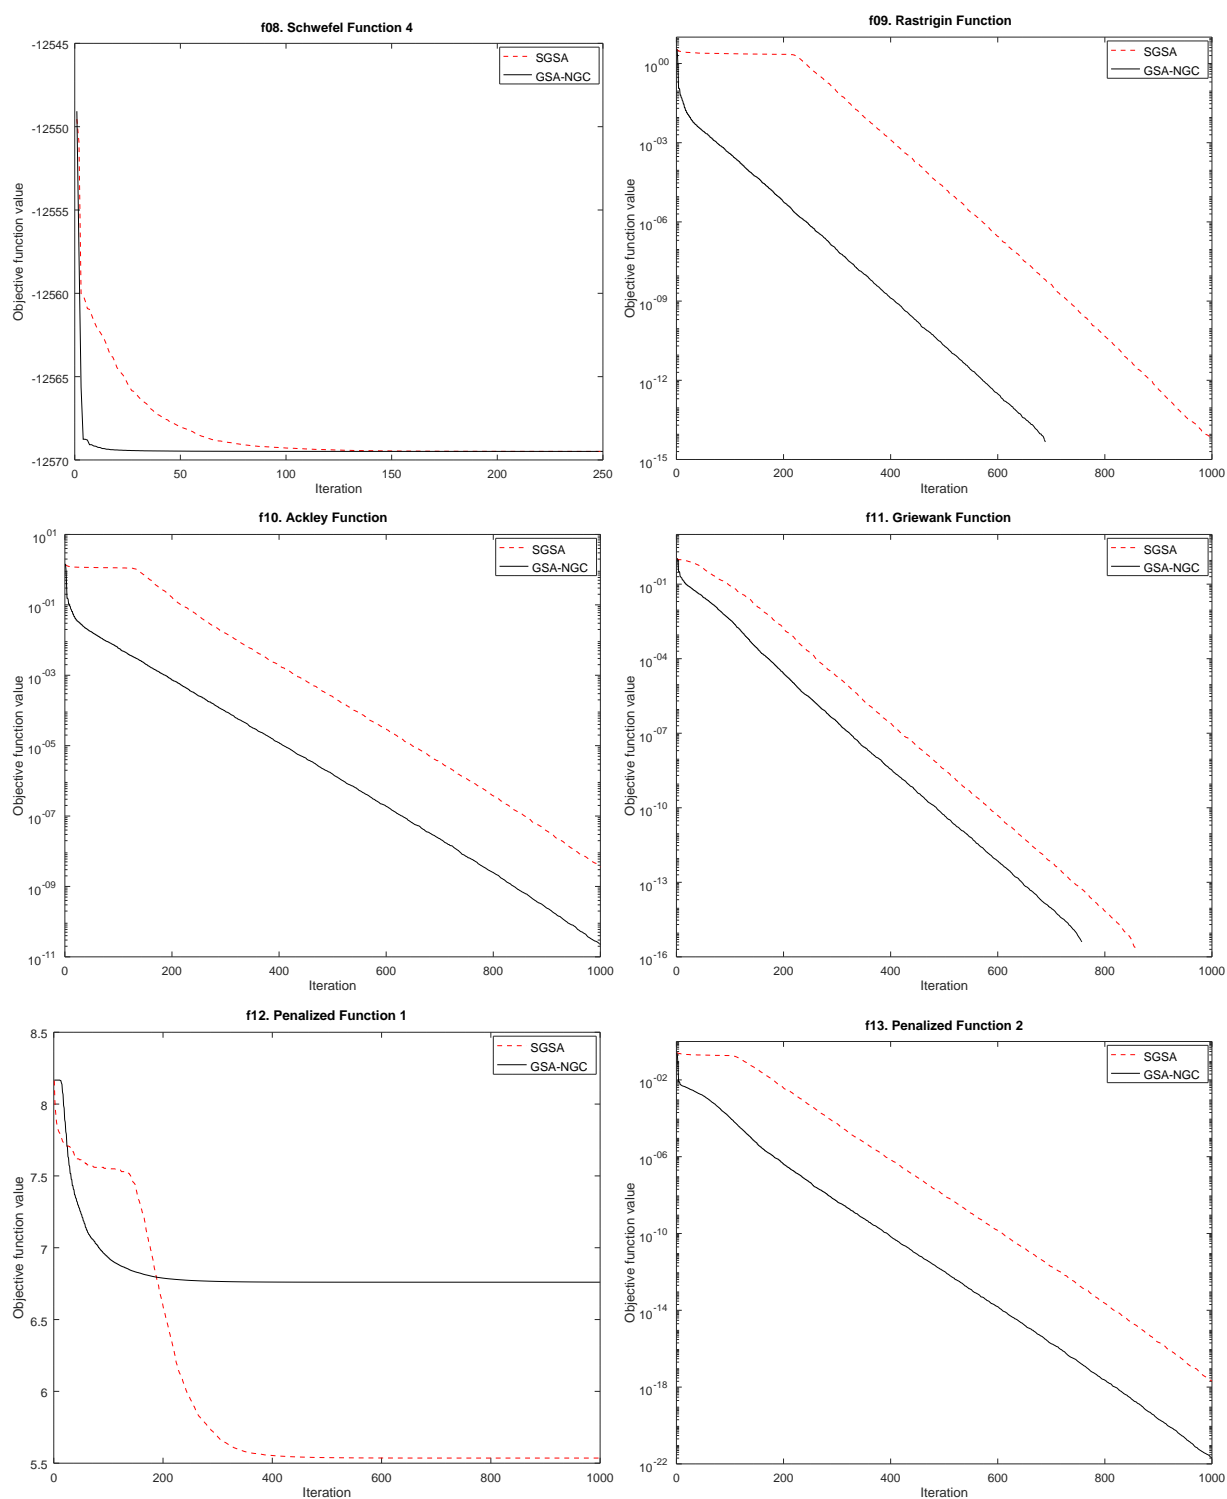 f08. Schwefel Function 4
-12545
-12550
-12555
-12560
-12565
-12570
Objective function value
0 50 100 150 200 250
Iteration
SGSA
GSA-NGC
f09. Rastrigin Function
10^00
10^-03
10^-06
10^-09
10^-12
10^-15
Objective function value
0 200 400 600 800 1000
Iteration
SGSA
GSA-NGC
f10. Ackley Function
10^01
10^-01
10^-03
10^-05
10^-07
10^-09
10^-11
Objective function value
0 200 400 600 800 1000
Iteration
SGSA
GSA-NGC
f11. Griewank Function
10^-01
10^-04
10^-07
10^-10
10^-13
10^-16
Objective function value
0 200 400 600 800 1000
Iteration
SGSA
GSA-NGC
f12. Penalized Function 1
8.5
8
7.5
7
6.5
6
5.5
Objective function value
0 200 400 600 800 1000
Iteration
SGSA
GSA-NGC
f13. Penalized Function 2
10^-02
10^-06
10^-10
10^-14
10^-18
10^-22
Objective function value
0 200 400 600 800 1000
Iteration
SGSA
GSA-NGC